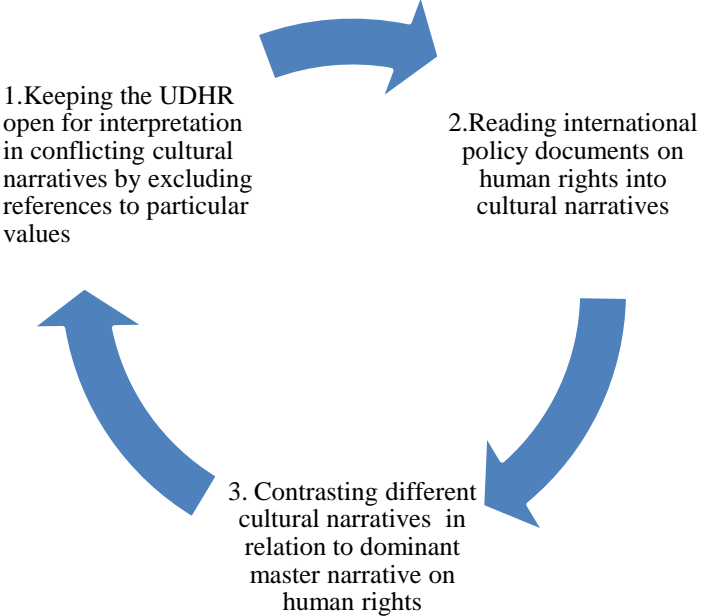 1.Keeping the UDHR
open for interpretation
in conflicting cultural
narratives by excluding
references to particular
values
2.Reading international
policy documents on
human rights into
cultural narratives
3. Contrasting different
cultural narratives  in
relation to dominant
master narrative on
human rights